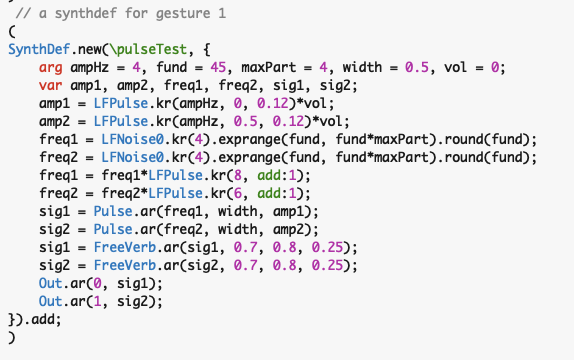 // a synthdef for gesture 1
(
SynthDef.new(\pulseTest, {
arg ampHz = 4, fund = 45, maxPart = 4, width = 0.5, vol = 0;
var amp1, amp2, freq1, freq2, sig1, sig2;
amp1 = LFPulse.kr(ampHz, 0, 0.12)*vol;
amp2 = LFPulse.kr(ampHz, 0.5, 0.12)*vol;
freq1 = LFNoise0.kr(4).exprange(fund, fund*maxPart).round(fund);
freq2 = LFNoise0.kr(4).exprange(fund, fund*maxPart).round(fund);
freq1 = freq1*LFPulse.kr(8, add:1);
freq2 = freq2*LFPulse.kr(6, add:1);
sig1 = Pulse.ar(freq1, width, amp1);
sig2 = Pulse.ar(freq2, width, amp2);
sig1 = FreeVerb.ar(sig1, 0.7, 0.8, 0.25);
sig2 = FreeVerb.ar(sig2, 0.7, 0.8, 0.25);
Out.ar(0, sig1);
Out.ar(1, sig2);
}).add;
)